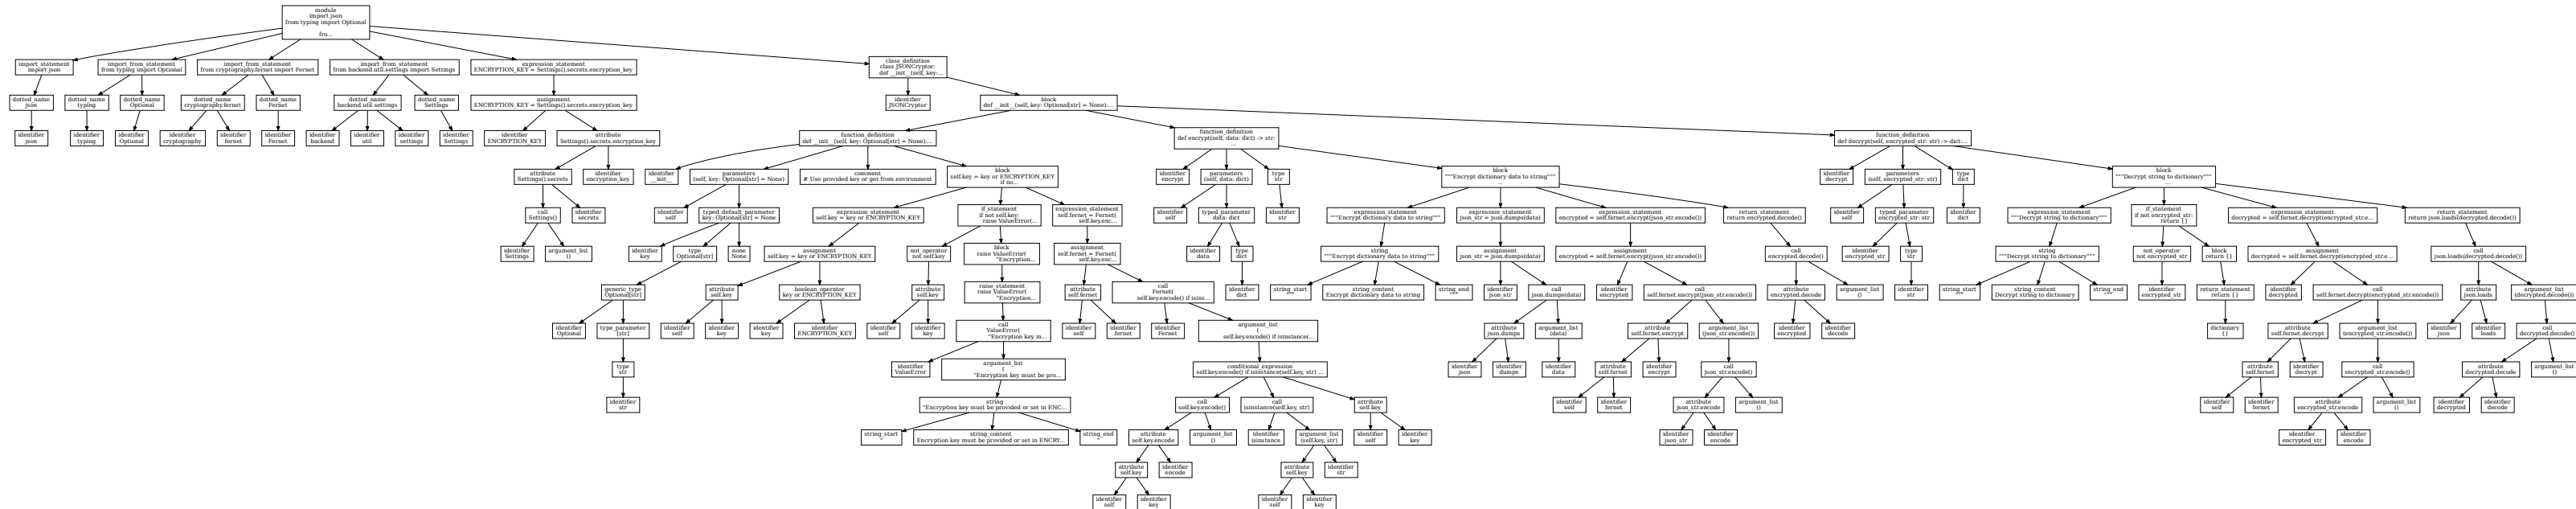 module
import json
from typing import Optional
fro...
import_statement
import json
import_from_statement
from typing import Optional
import_from_statement
from cryptography.fernet import Fernet
import_from_statement
from backend.util.settings import Settings
expression_statement
ENCRYPTION_KEY = Settings().secrets.encryption_key
class_definition
class JSONCryptor:
def __init__(self, key:...
dotted_name
json
dotted_name
typing
dotted_name
Optional
dotted_name
cryptography.fernet
dotted_name
Fernet
dotted_name
backend.util.settings
dotted_name
Settings
assignment
ENCRYPTION_KEY = Settings().secrets.encryption_key
identifier
JSONCryptor
block
def __init__(self, key: Optional[str] = None):...
identifier
json
identifier
typing
identifier
Optional
identifier
cryptography
identifier
fernet
identifier
Fernet
identifier
backend
identifier
util
identifier
settings
identifier
Settings
identifier
ENCRYPTION_KEY
attribute
Settings().secrets.encryption_key
function_definition
def __init__(self, key: Optional[str] = None):...
function_definition
def encrypt(self, data: dict) -> str:
...
function_definition
def decrypt(self, encrypted_str: str) -> dict:...
attribute
Settings().secrets
identifier
encryption_key
identifier
__init__
parameters
(self, key: Optional[str] = None)
comment
# Use provided key or get from environment
block
self.key = key or ENCRYPTION_KEY
if no...
identifier
encrypt
parameters
(self, data: dict)
type
str
block
"""Encrypt dictionary data to string"""
...
identifier
decrypt
parameters
(self, encrypted_str: str)
type
dict
block
"""Decrypt string to dictionary"""
...
call
Settings()
identifier
secrets
identifier
self
typed_default_parameter
key: Optional[str] = None
expression_statement
self.key = key or ENCRYPTION_KEY
if_statement
if not self.key:
raise ValueError(...
expression_statement
self.fernet = Fernet(
self.key.enc...
identifier
self
typed_parameter
data: dict
identifier
str
expression_statement
"""Encrypt dictionary data to string"""
expression_statement
json_str = json.dumps(data)
expression_statement
encrypted = self.fernet.encrypt(json_str.encode())
return_statement
return encrypted.decode()
identifier
self
typed_parameter
encrypted_str: str
identifier
dict
expression_statement
"""Decrypt string to dictionary"""
if_statement
if not encrypted_str:
return {}
expression_statement
decrypted = self.fernet.decrypt(encrypted_str.e...
return_statement
return json.loads(decrypted.decode())
identifier
Settings
argument_list
()
identifier
key
type
Optional[str]
none
None
assignment
self.key = key or ENCRYPTION_KEY
not_operator
not self.key
block
raise ValueError(
"Encryption...
assignment
self.fernet = Fernet(
self.key.enc...
identifier
data
type
dict
string
"""Encrypt dictionary data to string"""
assignment
json_str = json.dumps(data)
assignment
encrypted = self.fernet.encrypt(json_str.encode())
call
encrypted.decode()
identifier
encrypted_str
type
str
string
"""Decrypt string to dictionary"""
not_operator
not encrypted_str
block
return {}
assignment
decrypted = self.fernet.decrypt(encrypted_str.e...
call
json.loads(decrypted.decode())
generic_type
Optional[str]
attribute
self.key
boolean_operator
key or ENCRYPTION_KEY
attribute
self.key
raise_statement
raise ValueError(
"Encryption...
attribute
self.fernet
call
Fernet(
self.key.encode() if isins...
identifier
dict
string_start
"""
string_content
Encrypt dictionary data to string
string_end
"""
identifier
json_str
call
json.dumps(data)
identifier
encrypted
call
self.fernet.encrypt(json_str.encode())
attribute
encrypted.decode
argument_list
()
identifier
str
string_start
"""
string_content
Decrypt string to dictionary
string_end
"""
identifier
encrypted_str
return_statement
return {}
identifier
decrypted
call
self.fernet.decrypt(encrypted_str.encode())
attribute
json.loads
argument_list
(decrypted.decode())
identifier
Optional
type_parameter
[str]
identifier
self
identifier
key
identifier
key
identifier
ENCRYPTION_KEY
identifier
self
identifier
key
call
ValueError(
"Encryption key m...
identifier
self
identifier
fernet
identifier
Fernet
argument_list
(
self.key.encode() if isinstance(...
attribute
json.dumps
argument_list
(data)
attribute
self.fernet.encrypt
argument_list
(json_str.encode())
identifier
encrypted
identifier
decode
dictionary
{}
attribute
self.fernet.decrypt
argument_list
(encrypted_str.encode())
identifier
json
identifier
loads
call
decrypted.decode()
type
str
identifier
ValueError
argument_list
(
"Encryption key must be pro...
conditional_expression
self.key.encode() if isinstance(self.key, str) ...
identifier
json
identifier
dumps
identifier
data
attribute
self.fernet
identifier
encrypt
call
json_str.encode()
attribute
self.fernet
identifier
decrypt
call
encrypted_str.encode()
attribute
decrypted.decode
argument_list
()
identifier
str
string
"Encryption key must be provided or set in ENC...
call
self.key.encode()
call
isinstance(self.key, str)
attribute
self.key
identifier
self
identifier
fernet
attribute
json_str.encode
argument_list
()
identifier
self
identifier
fernet
attribute
encrypted_str.encode
argument_list
()
identifier
decrypted
identifier
decode
string_start
"
string_content
Encryption key must be provided or set in ENCRY...
string_end
"
attribute
self.key.encode
argument_list
()
identifier
isinstance
argument_list
(self.key, str)
identifier
self
identifier
key
identifier
json_str
identifier
encode
identifier
encrypted_str
identifier
encode
attribute
self.key
identifier
encode
attribute
self.key
identifier
str
identifier
self
identifier
key
identifier
self
identifier
key